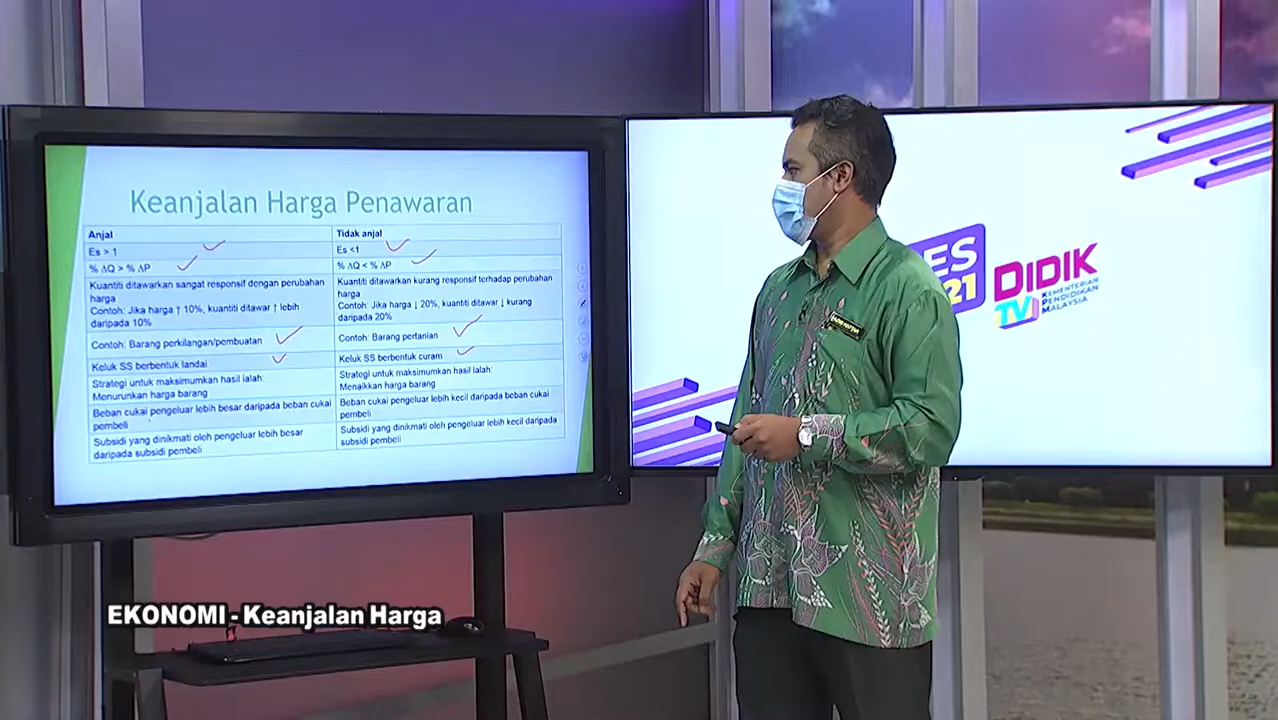 Keanjalan Harga Penawaran
Anjal
Tidak anjal
Es > 1
Es <1
% ∆Q > % ∆P
% ∆Q < % ∆P
Kuantiti ditawarkan sangat responsif dengan perubahan
harga
Contoh: Jika harga ↑ 10%, kuantiti ditawar ↑ lebih
daripada 10%
Kuantiti ditawarkan kurang responsif terhadap perubahan
harga
Contoh: Jika harga ↓ 20%, kuantiti ditawar ↓ kurang
daripada 20%
Contoh: Barang perkilangan/pembuatan
Contoh: Barang pertanian
Keluk SS berbentuk landai
Keluk SS berbentuk curam
Strategi untuk maksimumkan hasil ialah:
Menurunkan harga barang
Strategi untuk maksimumkan hasil ialah:
Menaikkan harga barang
Beban cukai pengeluar lebih besar daripada beban cukai
pembeli
Beban cukai pengeluar lebih kecil daripada beban cukai
pembeli
Subsidi yang dinikmati oleh pengeluar lebih besar
daripada subsidi pembeli
Subsidi yang dinikmati oleh pengeluar lebih kecil daripada
subsidi pembeli
ES
21
DIDIK
TV
KEMENTERIAN
PENDIDIKAN
MALAYSIA
EKONOMI - Keanjalan Harga